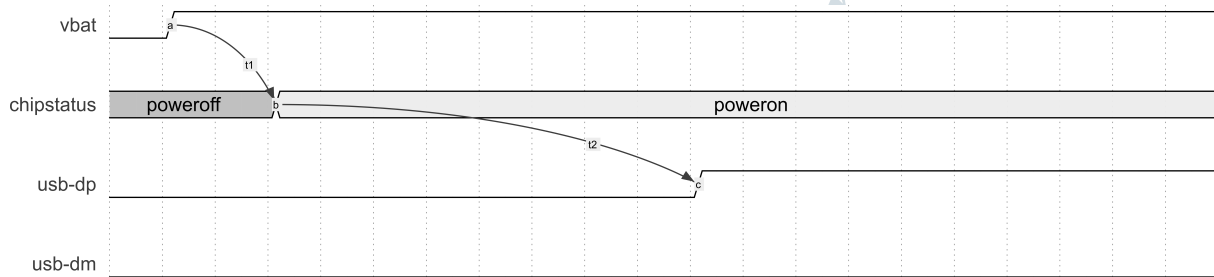 vbat
a
t1
chipstatus
poweroff
b
poweron
t2
usb-dp
c
usb-dm